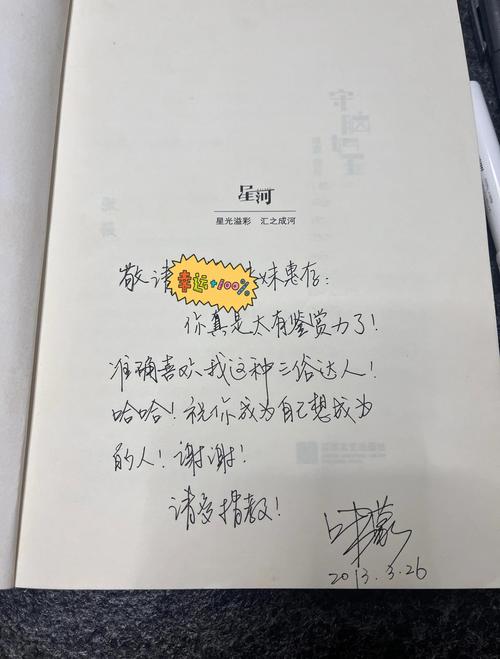 星河
星光溢彩 汇之成河
敬请幸运+100%妹惠存：
你真是太有鉴赏力了！
准确喜欢我这种三俗达人！
哈哈！祝你成为自己想成为
的人！谢谢！
请多指教！
2013.3.26